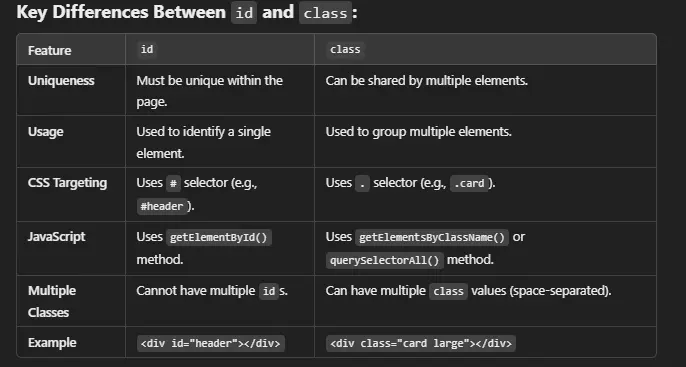 Key Differences Between id and class:
Feature id class
Uniqueness Must be unique within the Can be shared by multiple elements.
page.
Usage Used to identify a single Used to group multiple elements.
element.
CSS Targeting Uses # selector (e.g., Uses . selector (e.g., .card).
#header).
JavaScript Uses getElementById() Uses getElementsByClassName() or
method. querySelectorAll() method.
Multiple Cannot have multiple ids. Can have multiple class values (space-separated).
Classes
Example <div id="header"></div> <div class="card large"></div>